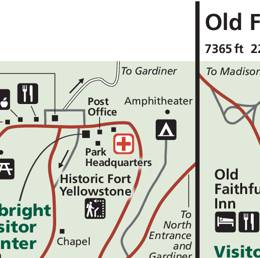 Old F
7365 ft 22
To Gardiner
To Madison
Post
Office
Amphitheater
Park
Headquarters
Historic Fort
Yellowstone
bright
sitor
nter
Chapel
To
North
Entrance
and
Gardiner
Old
Faithfu
Inn
Visito